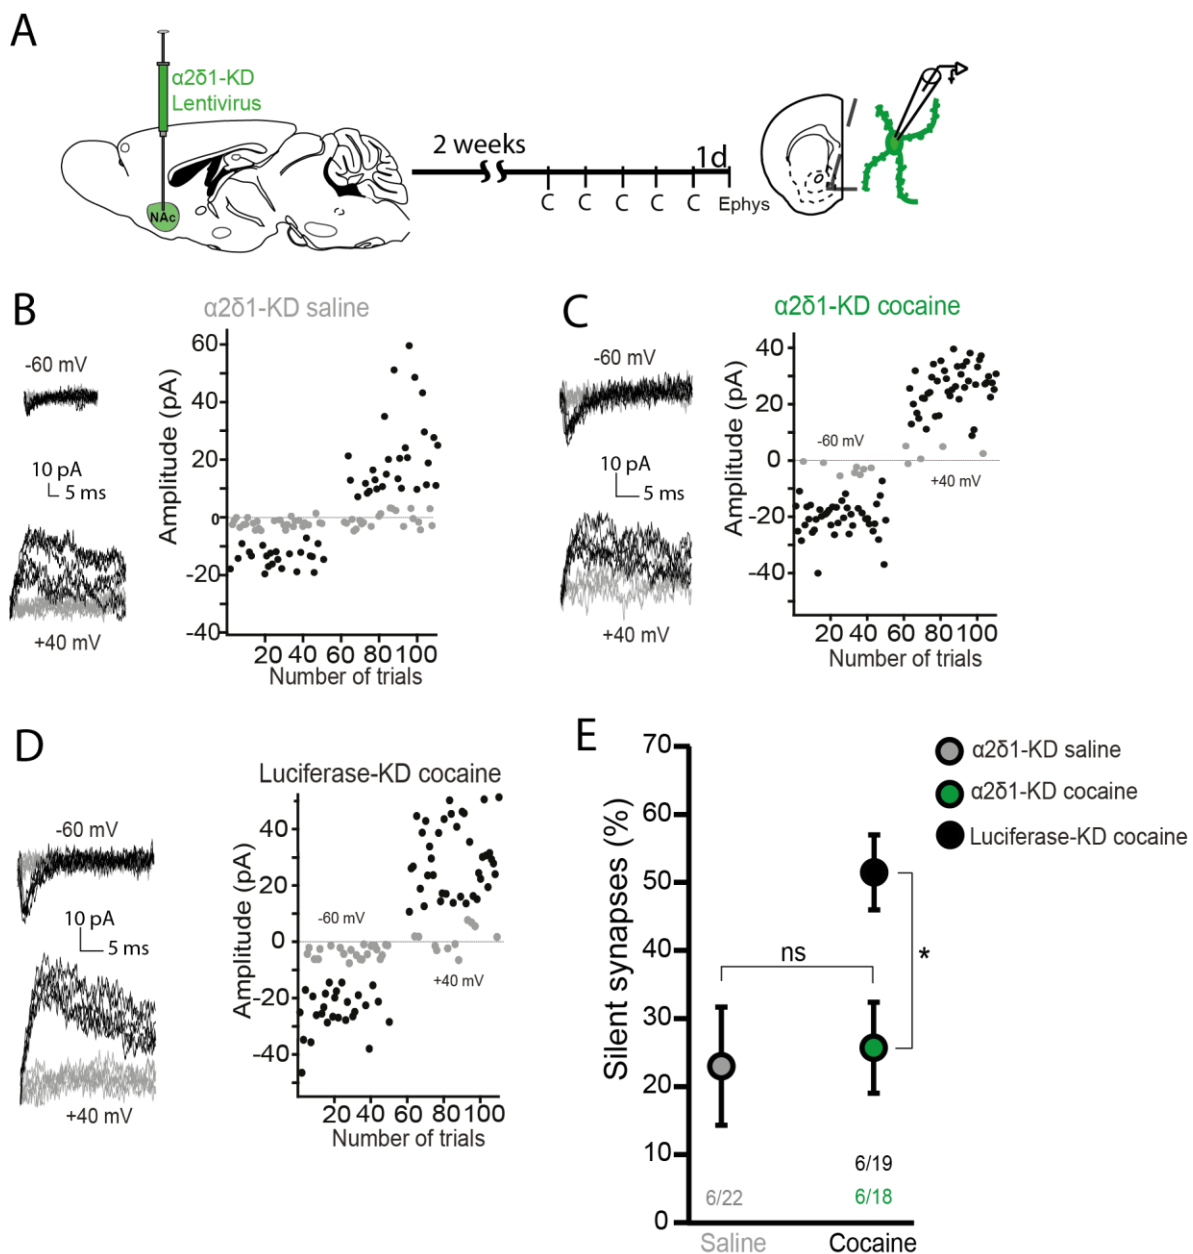 A
α2δ1-KD
Lentivirus
NAc
2 weeks
1d
C C C C C Ephys
B
α2δ1-KD saline
-60 mV
10 pA
5 ms
+40 mV
Amplitude (pA)
60
40
20
0
-20
-40
20 40 60 80 100
Number of trials
C
α2δ1-KD cocaine
-60 mV
10 pA
5 ms
+40 mV
Amplitude (pA)
40
20
0
-20
-40
-60 mV
+40 mV
20 40 60 80 100
Number of trials
D
Luciferase-KD cocaine
-60 mV
10 pA
5 ms
+40 mV
Amplitude (pA)
40
20
0
-20
-40
-60 mV
+40 mV
20 40 60 80 100
Number of trials
E
Silent synapses (%)
70
60
50
40
30
20
10
0
ns
*
6/22
6/19
6/18
Saline
Cocaine
α2δ1-KD saline
α2δ1-KD cocaine
Luciferase-KD cocaine